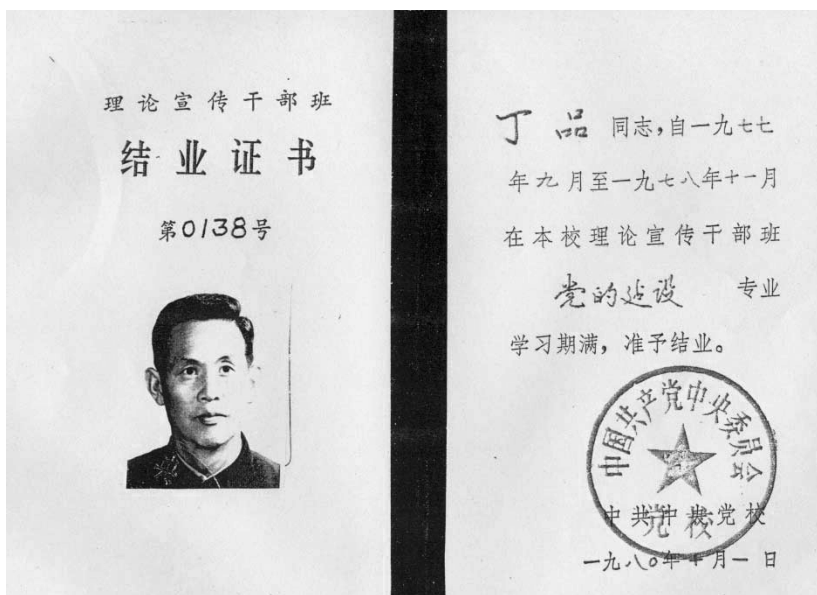 理论宣传干部班
结业证书
第0138号
丁品 同志,自一九七七
年九月至一九七八年十一月
在本校理论宣传干部班
党的建设 专业
学习期满,准予结业。
中国共产党中央委员会
党校
中共中央党校
一九八〇年十月一日